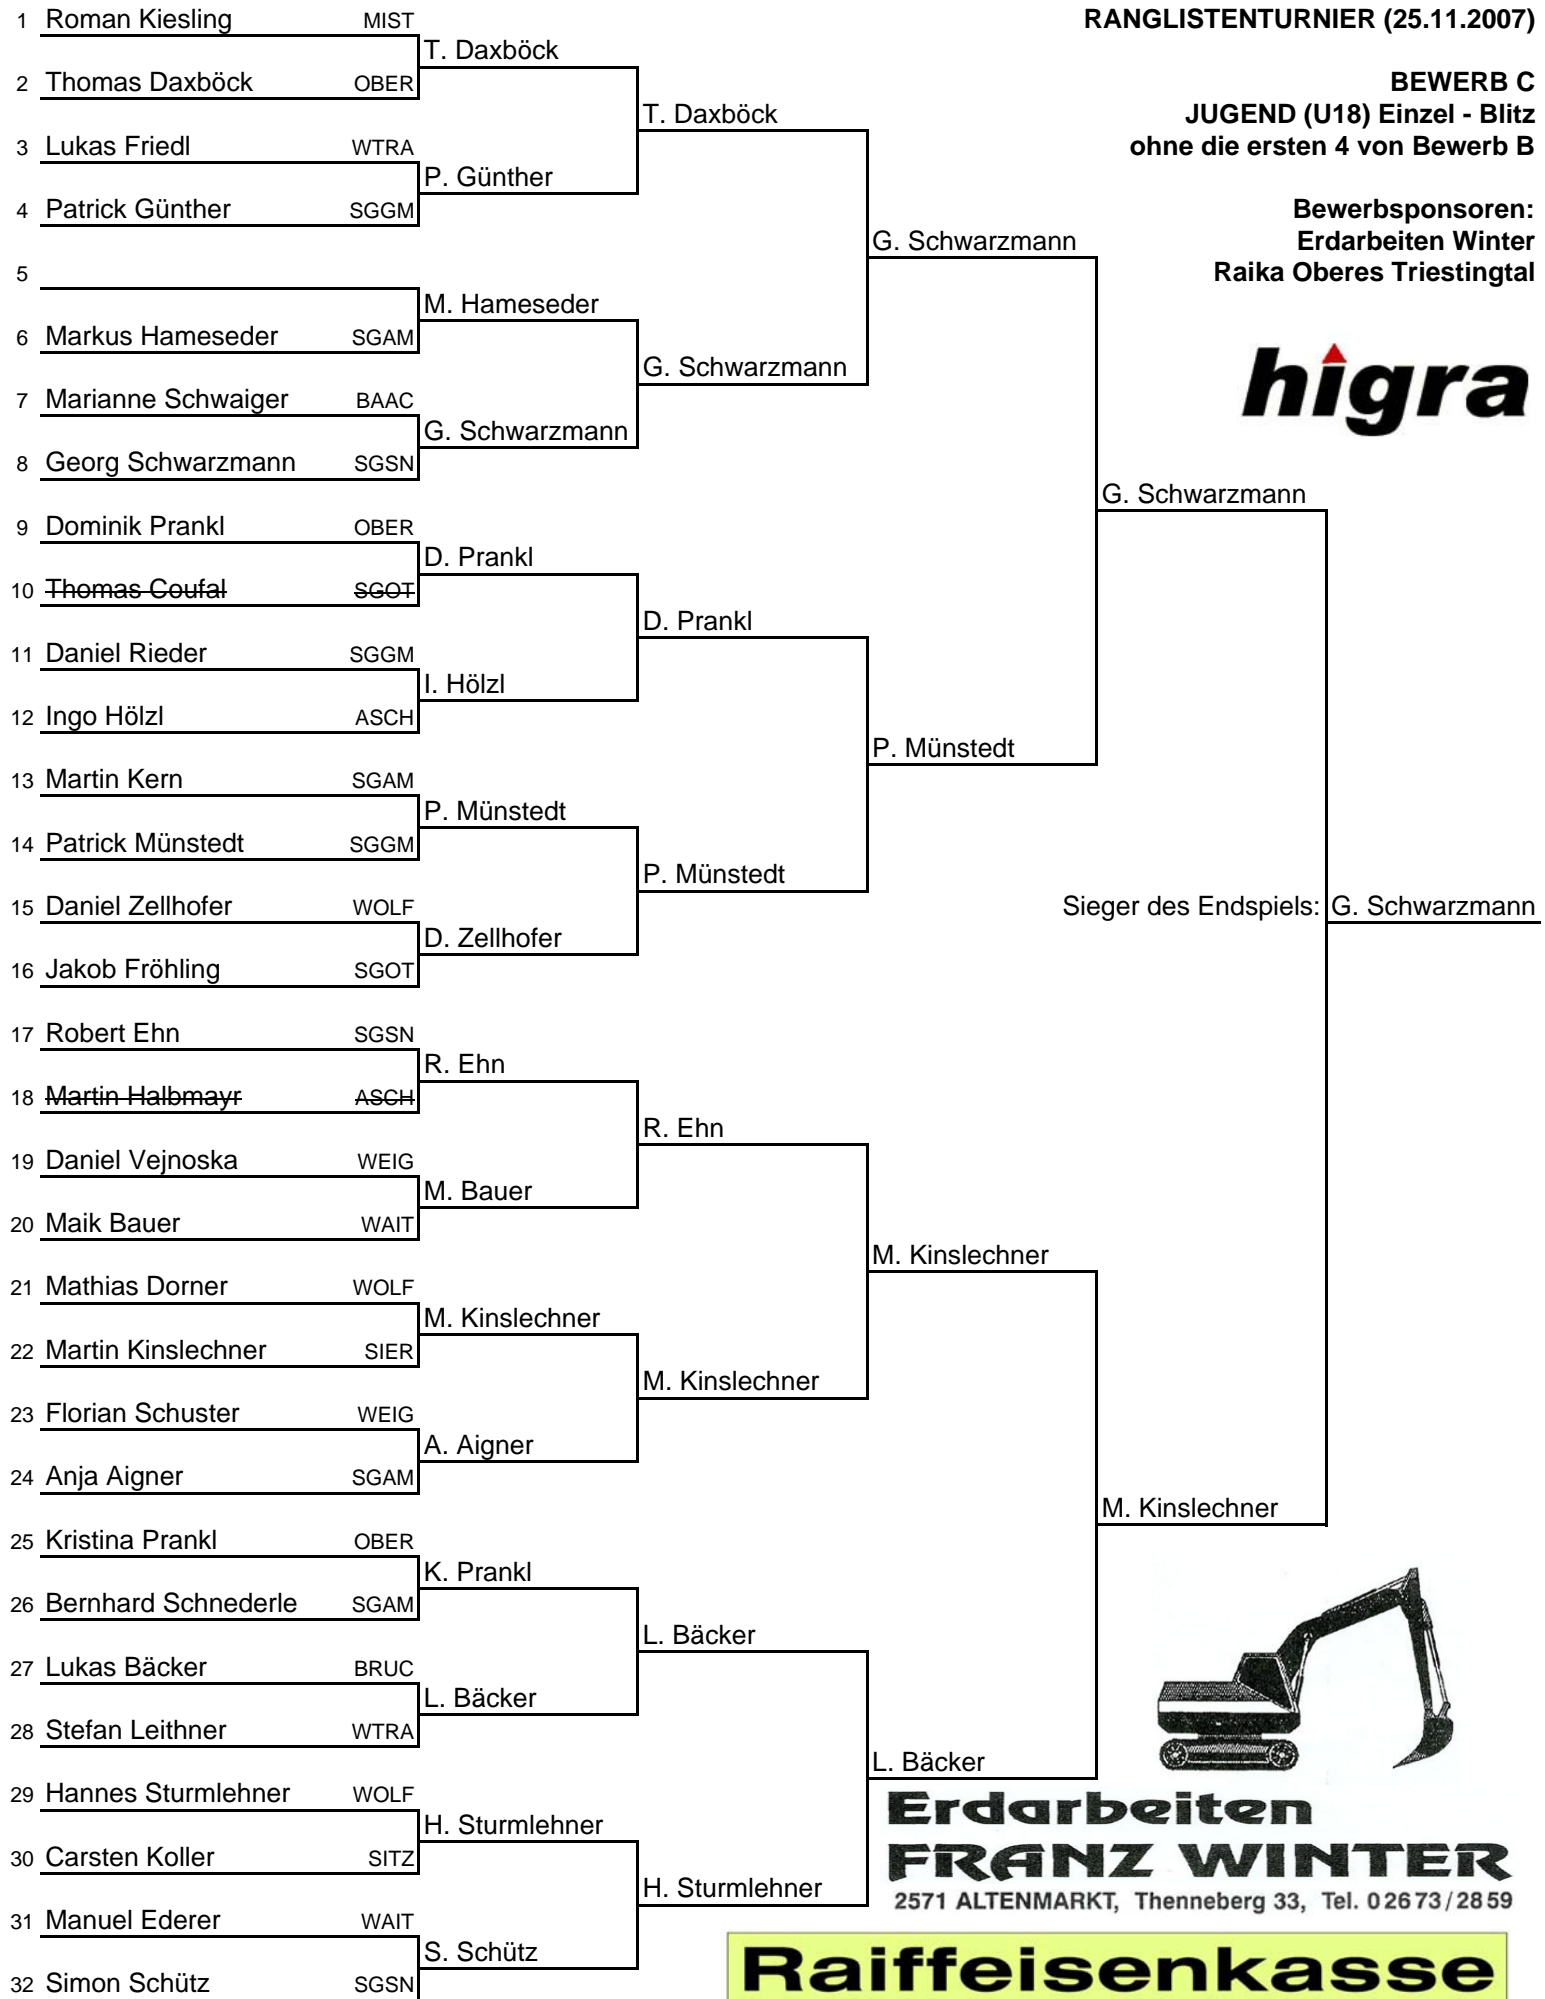 RANGLISTENTURNIER (25.11.2007)
BEWERB C
JUGEND (U18) Einzel - Blitz
ohne die ersten 4 von Bewerb B
Bewerbsponsoren:
Erdarbeiten Winter
Raika Oberes Triestingtal
higra
1 Roman Kiesling MIST
2 Thomas Daxböck OBER
3 Lukas Friedl WTRA
4 Patrick Günther SGGM
5
6 Markus Hameseder SGAM
7 Marianne Schwaiger BAAC
8 Georg Schwarzmann SGSN
9 Dominik Prankl OBER
10 Thomas Coufal SGOT
11 Daniel Rieder SGGM
12 Ingo Hölzl ASCH
13 Martin Kern SGAM
14 Patrick Münstedt SGGM
15 Daniel Zellhofer WOLF
16 Jakob Fröhling SGOT
17 Robert Ehn SGSN
18 Martin Halbmayr ASCH
19 Daniel Vejnoska WEIG
20 Maik Bauer WAIT
21 Mathias Dorner WOLF
22 Martin Kinslechner SIER
23 Florian Schuster WEIG
24 Anja Aigner SGAM
25 Kristina Prankl OBER
26 Bernhard Schnederle SGAM
27 Lukas Bäcker BRUC
28 Stefan Leithner WTRA
29 Hannes Sturmlehner WOLF
30 Carsten Koller SITZ
31 Manuel Ederer WAIT
32 Simon Schütz SGSN
T. Daxböck
P. Günther
M. Hameseder
G. Schwarzmann
D. Prankl
I. Hölzl
P. Münstedt
D. Zellhofer
R. Ehn
M. Bauer
M. Kinslechner
A. Aigner
K. Prankl
L. Bäcker
H. Sturmlehner
S. Schütz
T. Daxböck
G. Schwarzmann
D. Prankl
P. Münstedt
R. Ehn
M. Kinslechner
L. Bäcker
H. Sturmlehner
G. Schwarzmann
P. Münstedt
M. Kinslechner
L. Bäcker
G. Schwarzmann
M. Kinslechner
Sieger des Endspiels: G. Schwarzmann
Erdarbeiten
FRANZ WINTER
2571 ALTENMARKT, Thenneberg 33, Tel. 02673/2859
Raiffeisenkasse